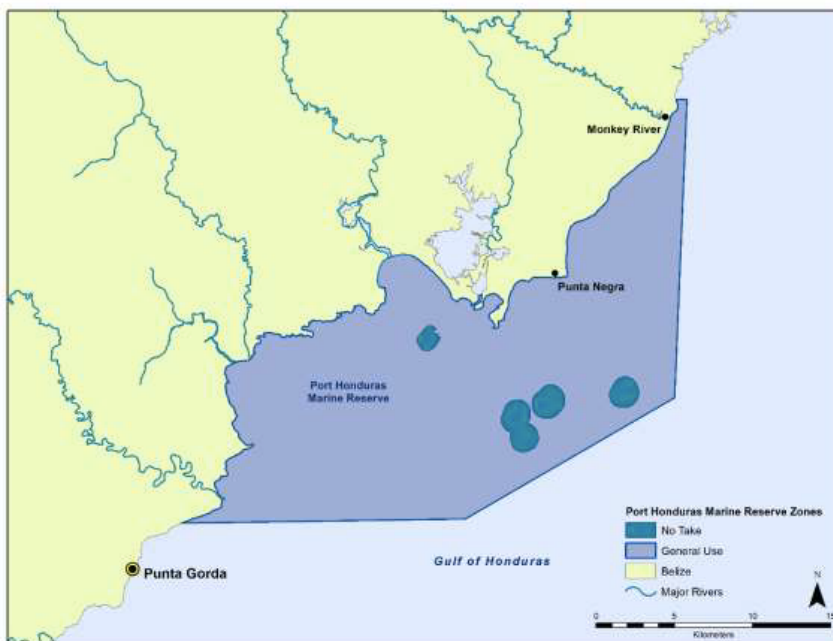 Monkey River
Punta Negra
Port Honduras
Marine Reserve
Port Honduras Marine Reserve Zones
No Take
General Use
Belize
Major Rivers
Gulf of Honduras
Punta Gorda
N
0 5 10 15
Kilometers